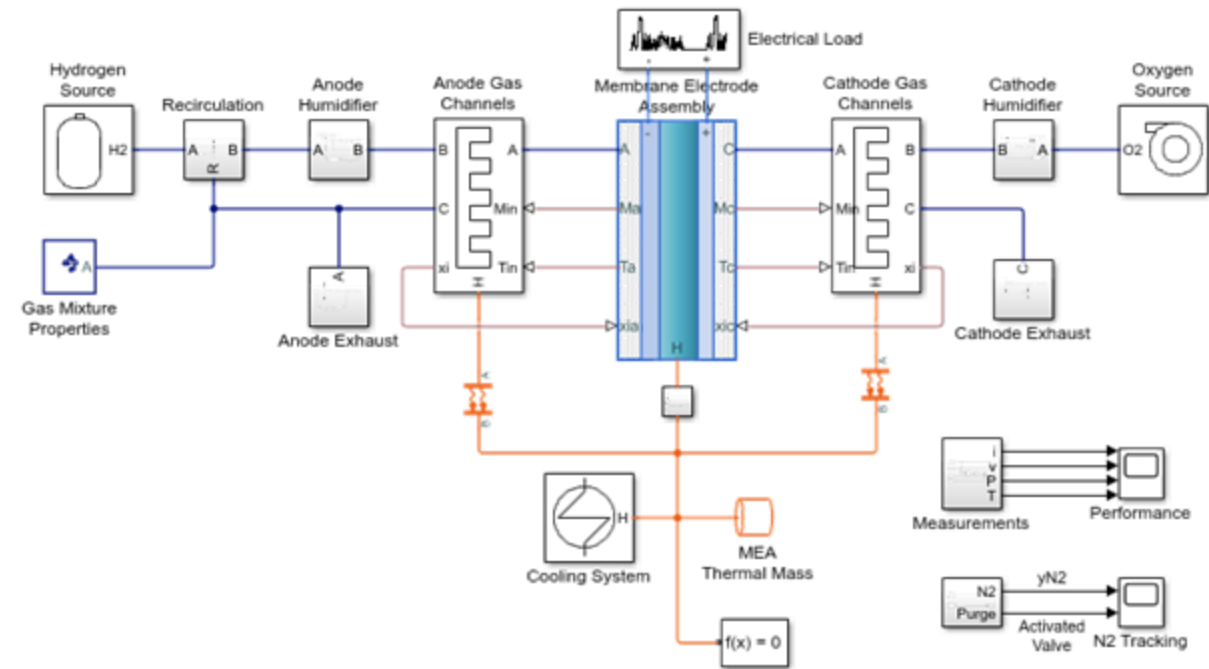 Electrical Load
- +
Hydrogen
Source
H2
Recirculation
A B
R
Anode
Humidifier
A B
Anode Gas
Channels
B A
C Min
xi Tin
H
Membrane Electrode
Assembly
- +
A C
Ma Mc
Ta Tc
xia xic
H
Cathode Gas
Channels
A B
Min C
Tin xi
H
Cathode
Humidifier
B A
Oxygen
Source
O2
A
Gas Mixture
Properties
A
Anode Exhaust
C
Cathode Exhaust
A
B
A
B
H
Cooling System
MEA
Thermal Mass
f(x) = 0
i
v
P
T
Measurements
Performance
N2
Purge
yN2
Activated
Valve
N2 Tracking